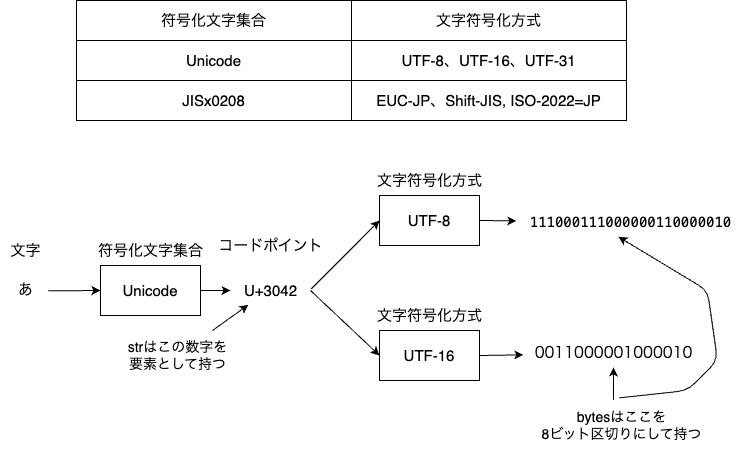 符号化文字集合 文字符号化方式
Unicode UTF-8、UTF-16、UTF-31
JISx0208 EUC-JP、Shift-JIS, ISO-2022=JP
文字符号化方式
UTF-8
111000111000000110000010
文字
符号化文字集合
コードポイント
あ
Unicode
U+3042
文字符号化方式
UTF-16
0011000001000010
strはこの数字を
要素として持つ
bytesはここを
8ビット区切りにして持つ